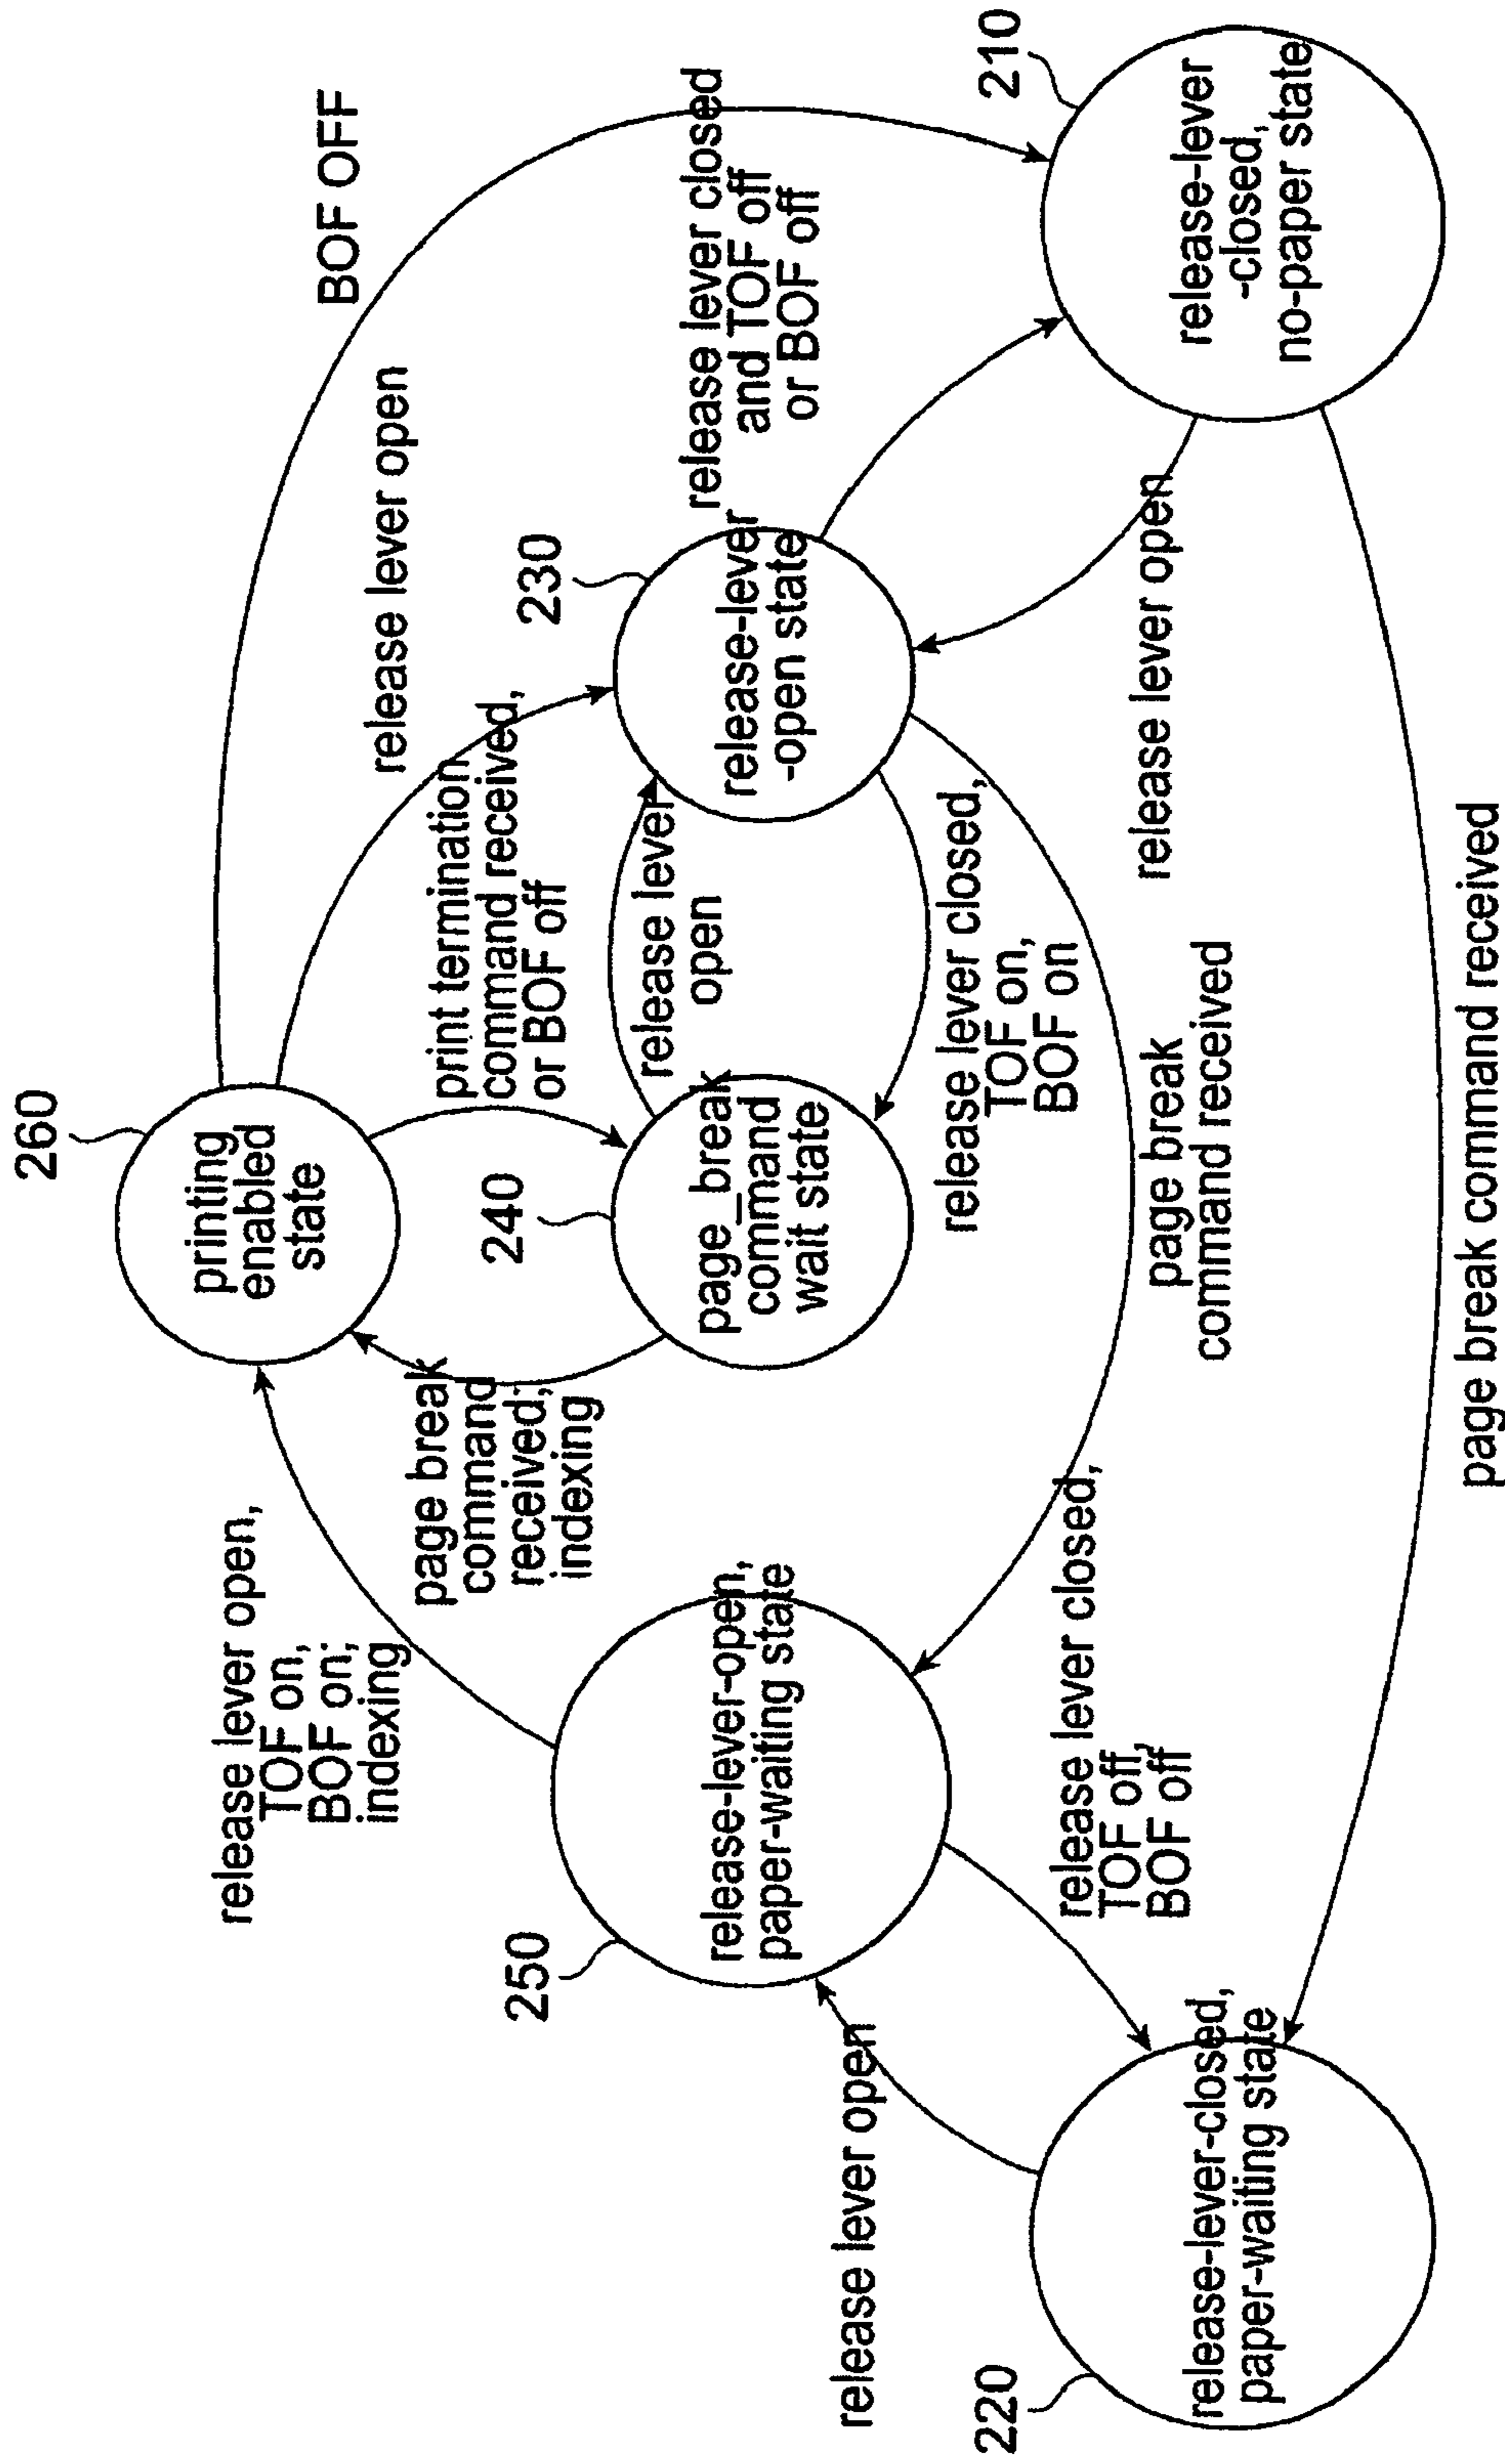 260
printing
enabled
state
BOF OFF
release lever open
release lever open,
TOF on,
BOF on;
indexing
page break
command
received;
indexing
print termination
command received,
or BOF off
240
page_break
command
wait state
release lever
open
230
release-lever
-open state
release lever closed
and TOF off
or BOF off
210
release-lever
-closed,
no-paper state
250
release-lever-open,
paper-waiting state
release lever closed,
TOF on,
BOF on
release lever open
page break
command received
release lever closed,
TOF off,
BOF off
release lever open
220
release-lever-closed,
paper-waiting state
page break command received